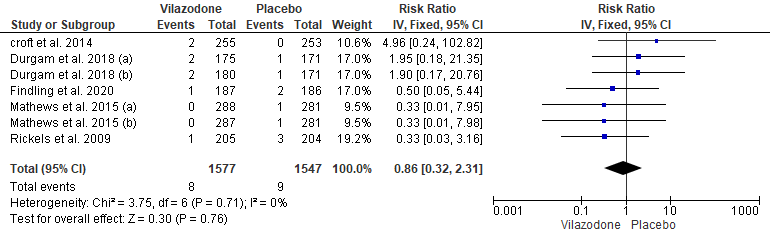 Vilazodone Placebo Risk Ratio Risk Ratio
Study or Subgroup Events Total Events Total Weight IV, Fixed, 95% CI IV, Fixed, 95% CI
croft et al. 2014 2 255 0 253 10.6% 4.96 [0.24, 102.82]
Durgam et al. 2018 (a) 2 175 1 171 17.0% 1.95 [0.18, 21.35]
Durgam et al. 2018 (b) 2 180 1 171 17.0% 1.90 [0.17, 20.76]
Findling et al. 2020 1 187 2 186 17.0% 0.50 [0.05, 5.44]
Mathews et al. 2015 (a) 0 288 1 281 9.5% 0.33 [0.01, 7.95]
Mathews et al. 2015 (b) 0 287 1 281 9.5% 0.33 [0.01, 7.98]
Rickels et al. 2009 1 205 3 204 19.2% 0.33 [0.03, 3.16]
Total (95% CI) 1577 1547 100.0% 0.86 [0.32, 2.31]
Total events 8 9
Heterogeneity: Chi² = 3.75, df = 6 (P = 0.71); I² = 0%
Test for overall effect: Z = 0.30 (P = 0.76)
0.001 0.1 1 10 1000
Vilazodone Placebo